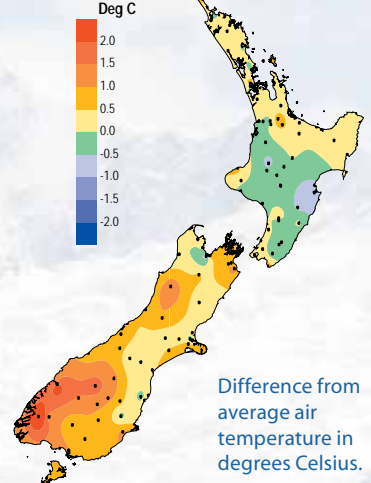 Deg C
2.0
1.5
1.0
0.5
0.0
-0.5
-1.0
-1.5
-2.0
Difference from
average air
temperature in
degrees Celsius.